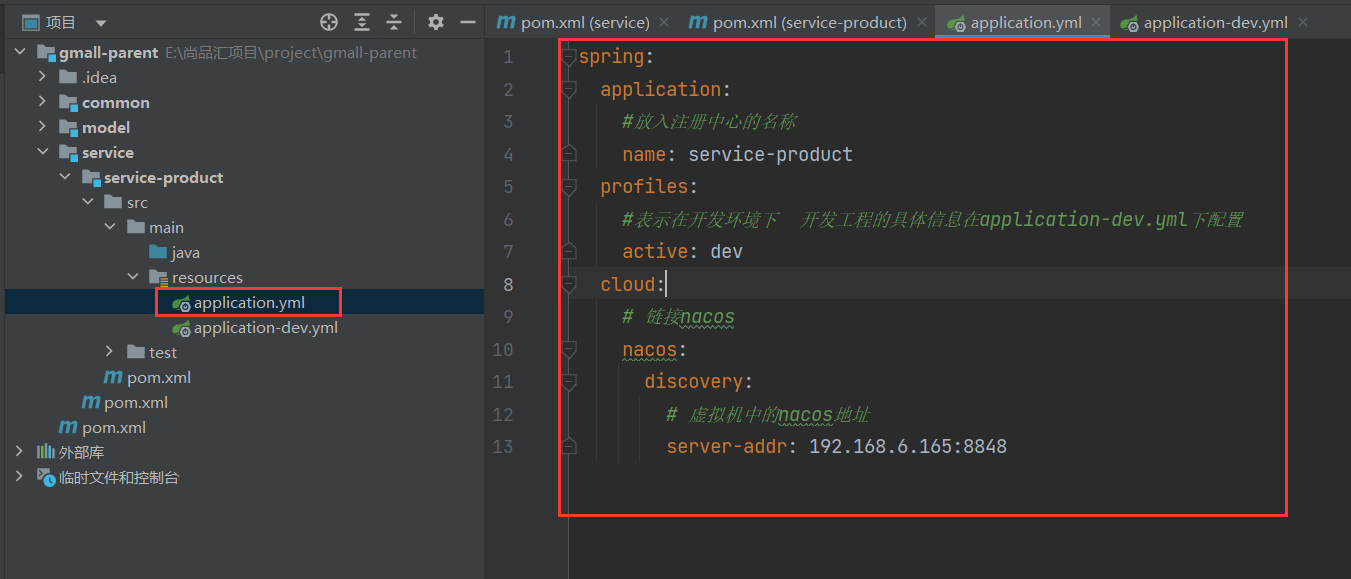 项目
gmall-parent E:\尚品汇项目\project\gmall-parent
.idea
common
model
service
service-product
src
main
java
resources
application.yml
application-dev.yml
test
pom.xml
pom.xml
pom.xml
外部库
临时文件和控制台
pom.xml (service) pom.xml (service-product) application.yml application-dev.yml
1 spring:
2 application:
3 #放入注册中心的名称
4 name: service-product
5 profiles:
6 #表示在开发环境下 开发工程的具体信息在application-dev.yml下配置
7 active: dev
8 cloud:
9 # 链接nacos
10 nacos:
11 discovery:
12 # 虚拟机中的nacos地址
13 server-addr: 192.168.6.165:8848